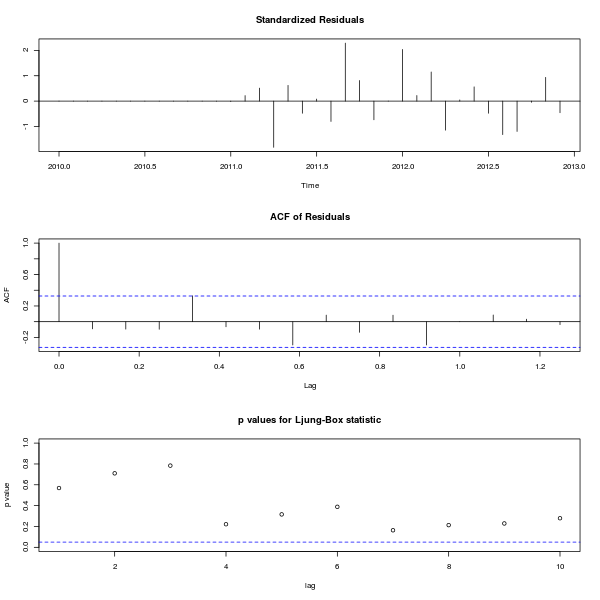 Standardized Residuals
2
1
0
-1
2010.0 2010.5 2011.0 2011.5 2012.0 2012.5 2013.0
Time
ACF of Residuals
ACF
1.0
0.6
0.2
-0.2
0.0 0.2 0.4 0.6 0.8 1.0 1.2
Lag
p values for Ljung-Box statistic
p value
1.0
0.8
0.6
0.4
0.2
0.0
2 4 6 8 10
lag